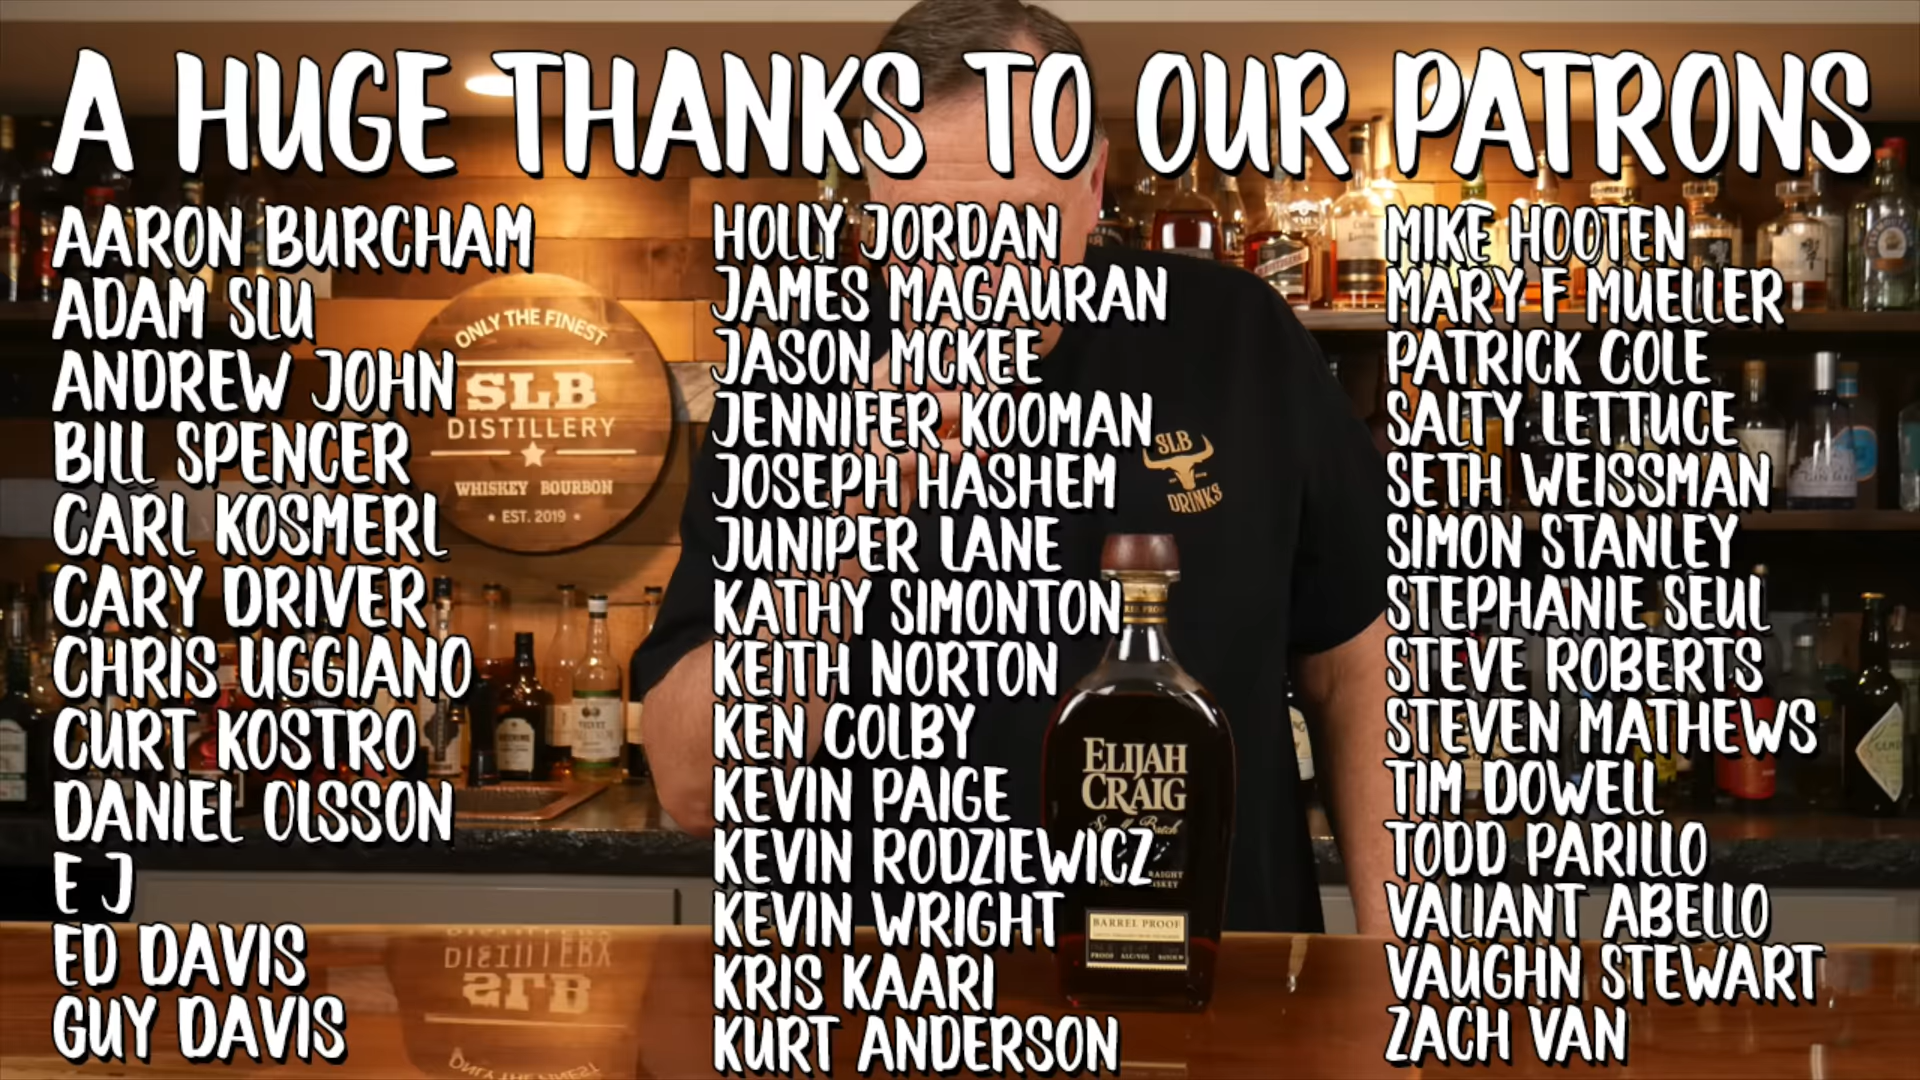 A HUGE THANKS TO OUR PATRONS
AARON BURCHAM
ADAM SLU
ANDREW JOHN
BILL SPENCER
CARL KOSMERL
CARY DRIVER
CHRIS UGGIANO
CURT KOSTRO
DANIEL OLSSON
E J
ED DAVIS
GUY DAVIS
HOLLY JORDAN
JAMES MAGAURAN
JASON MCKEE
JENNIFER KOOMAN
JOSEPH HASHEM
JUNIPER LANE
KATHY SIMONTON
KEITH NORTON
KEN COLBY
KEVIN PAIGE
KEVIN RODZIEWICZ
KEVIN WRIGHT
KRIS KAARI
KURT ANDERSON
MIKE HOOTEN
MARY F MUELLER
PATRICK COLE
SALTY LETTUCE
SETH WEISSMAN
SIMON STANLEY
STEPHANIE SEUL
STEVE ROBERTS
STEVEN MATHEWS
TIM DOWELL
TODD PARILLO
VALIANT ABELLO
VAUGHN STEWART
ZACH VAN
ONLY THE FINEST
SLB
DISTILLERY
WHISKEY BOURBON
EST. 2019
SLB
DRINKS
ELIJAH
CRAIG
BARREL PROOF